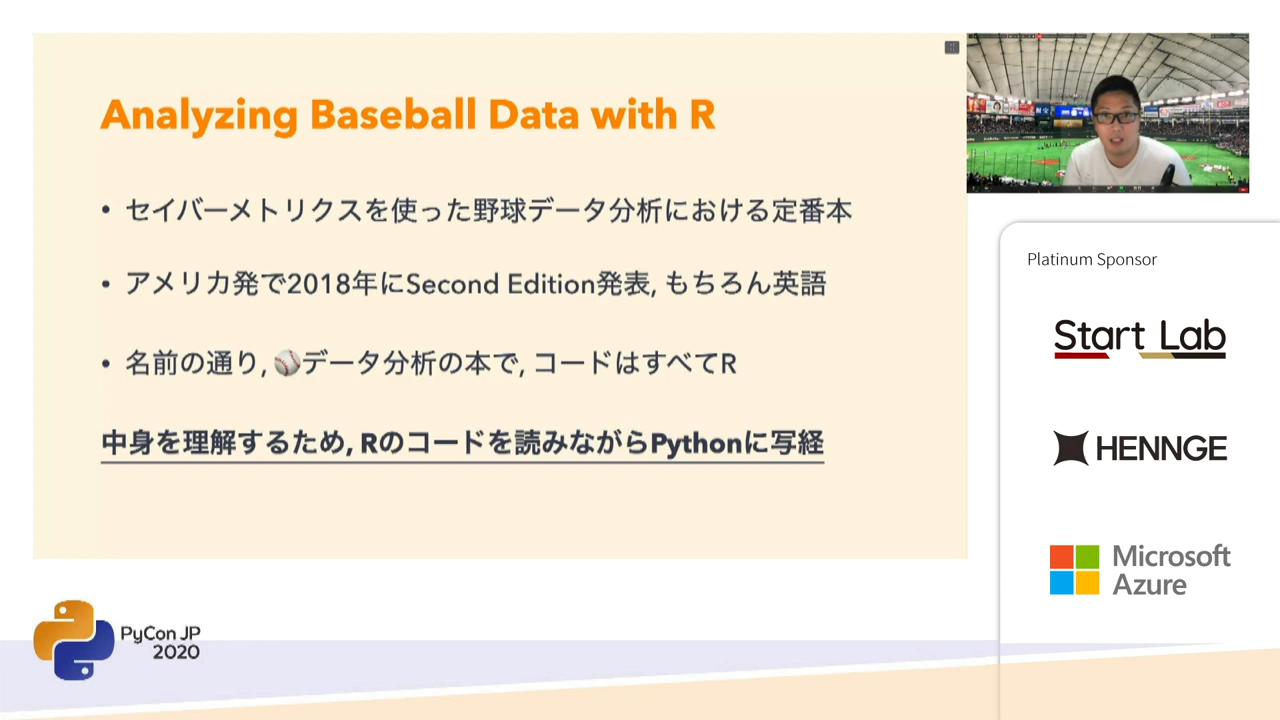 Analyzing Baseball Data with R
• セイバーメトリクスを使った野球データ分析における定番本
• アメリカ発で2018年にSecond Edition発表, もちろん英語
• 名前の通り, ⚾データ分析の本で, コードはすべてR
中身を理解するため, Rのコードを読みながらPythonに写経
Platinum Sponsor
Start Lab
HENNGE
Microsoft
Azure
PyCon JP
2020